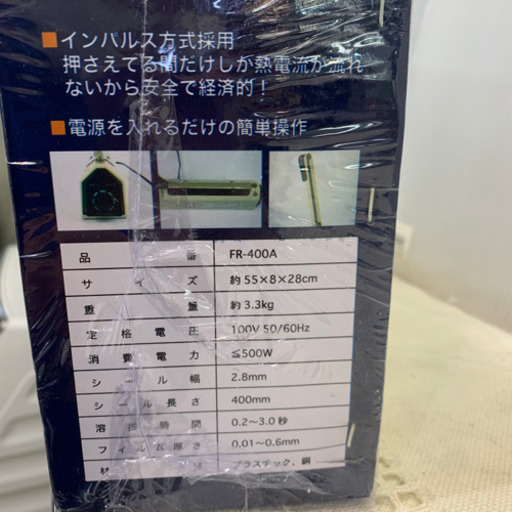 ■インパルス方式採用
押さえてる間だけしか熱電流が流れ
ないから安全で経済的！
■電源を入れるだけの簡単操作
品番 FR-400A
サイズ 約55×8×28cm
重量 約3.3kg
定格電圧 100V 50/60Hz
消費電力 ≦500W
シール幅 2.8mm
シール長さ 400mm
溶接時間 0.2～3.0秒
フィルム厚さ 0.01～0.6mm
材 プラスチック、銅